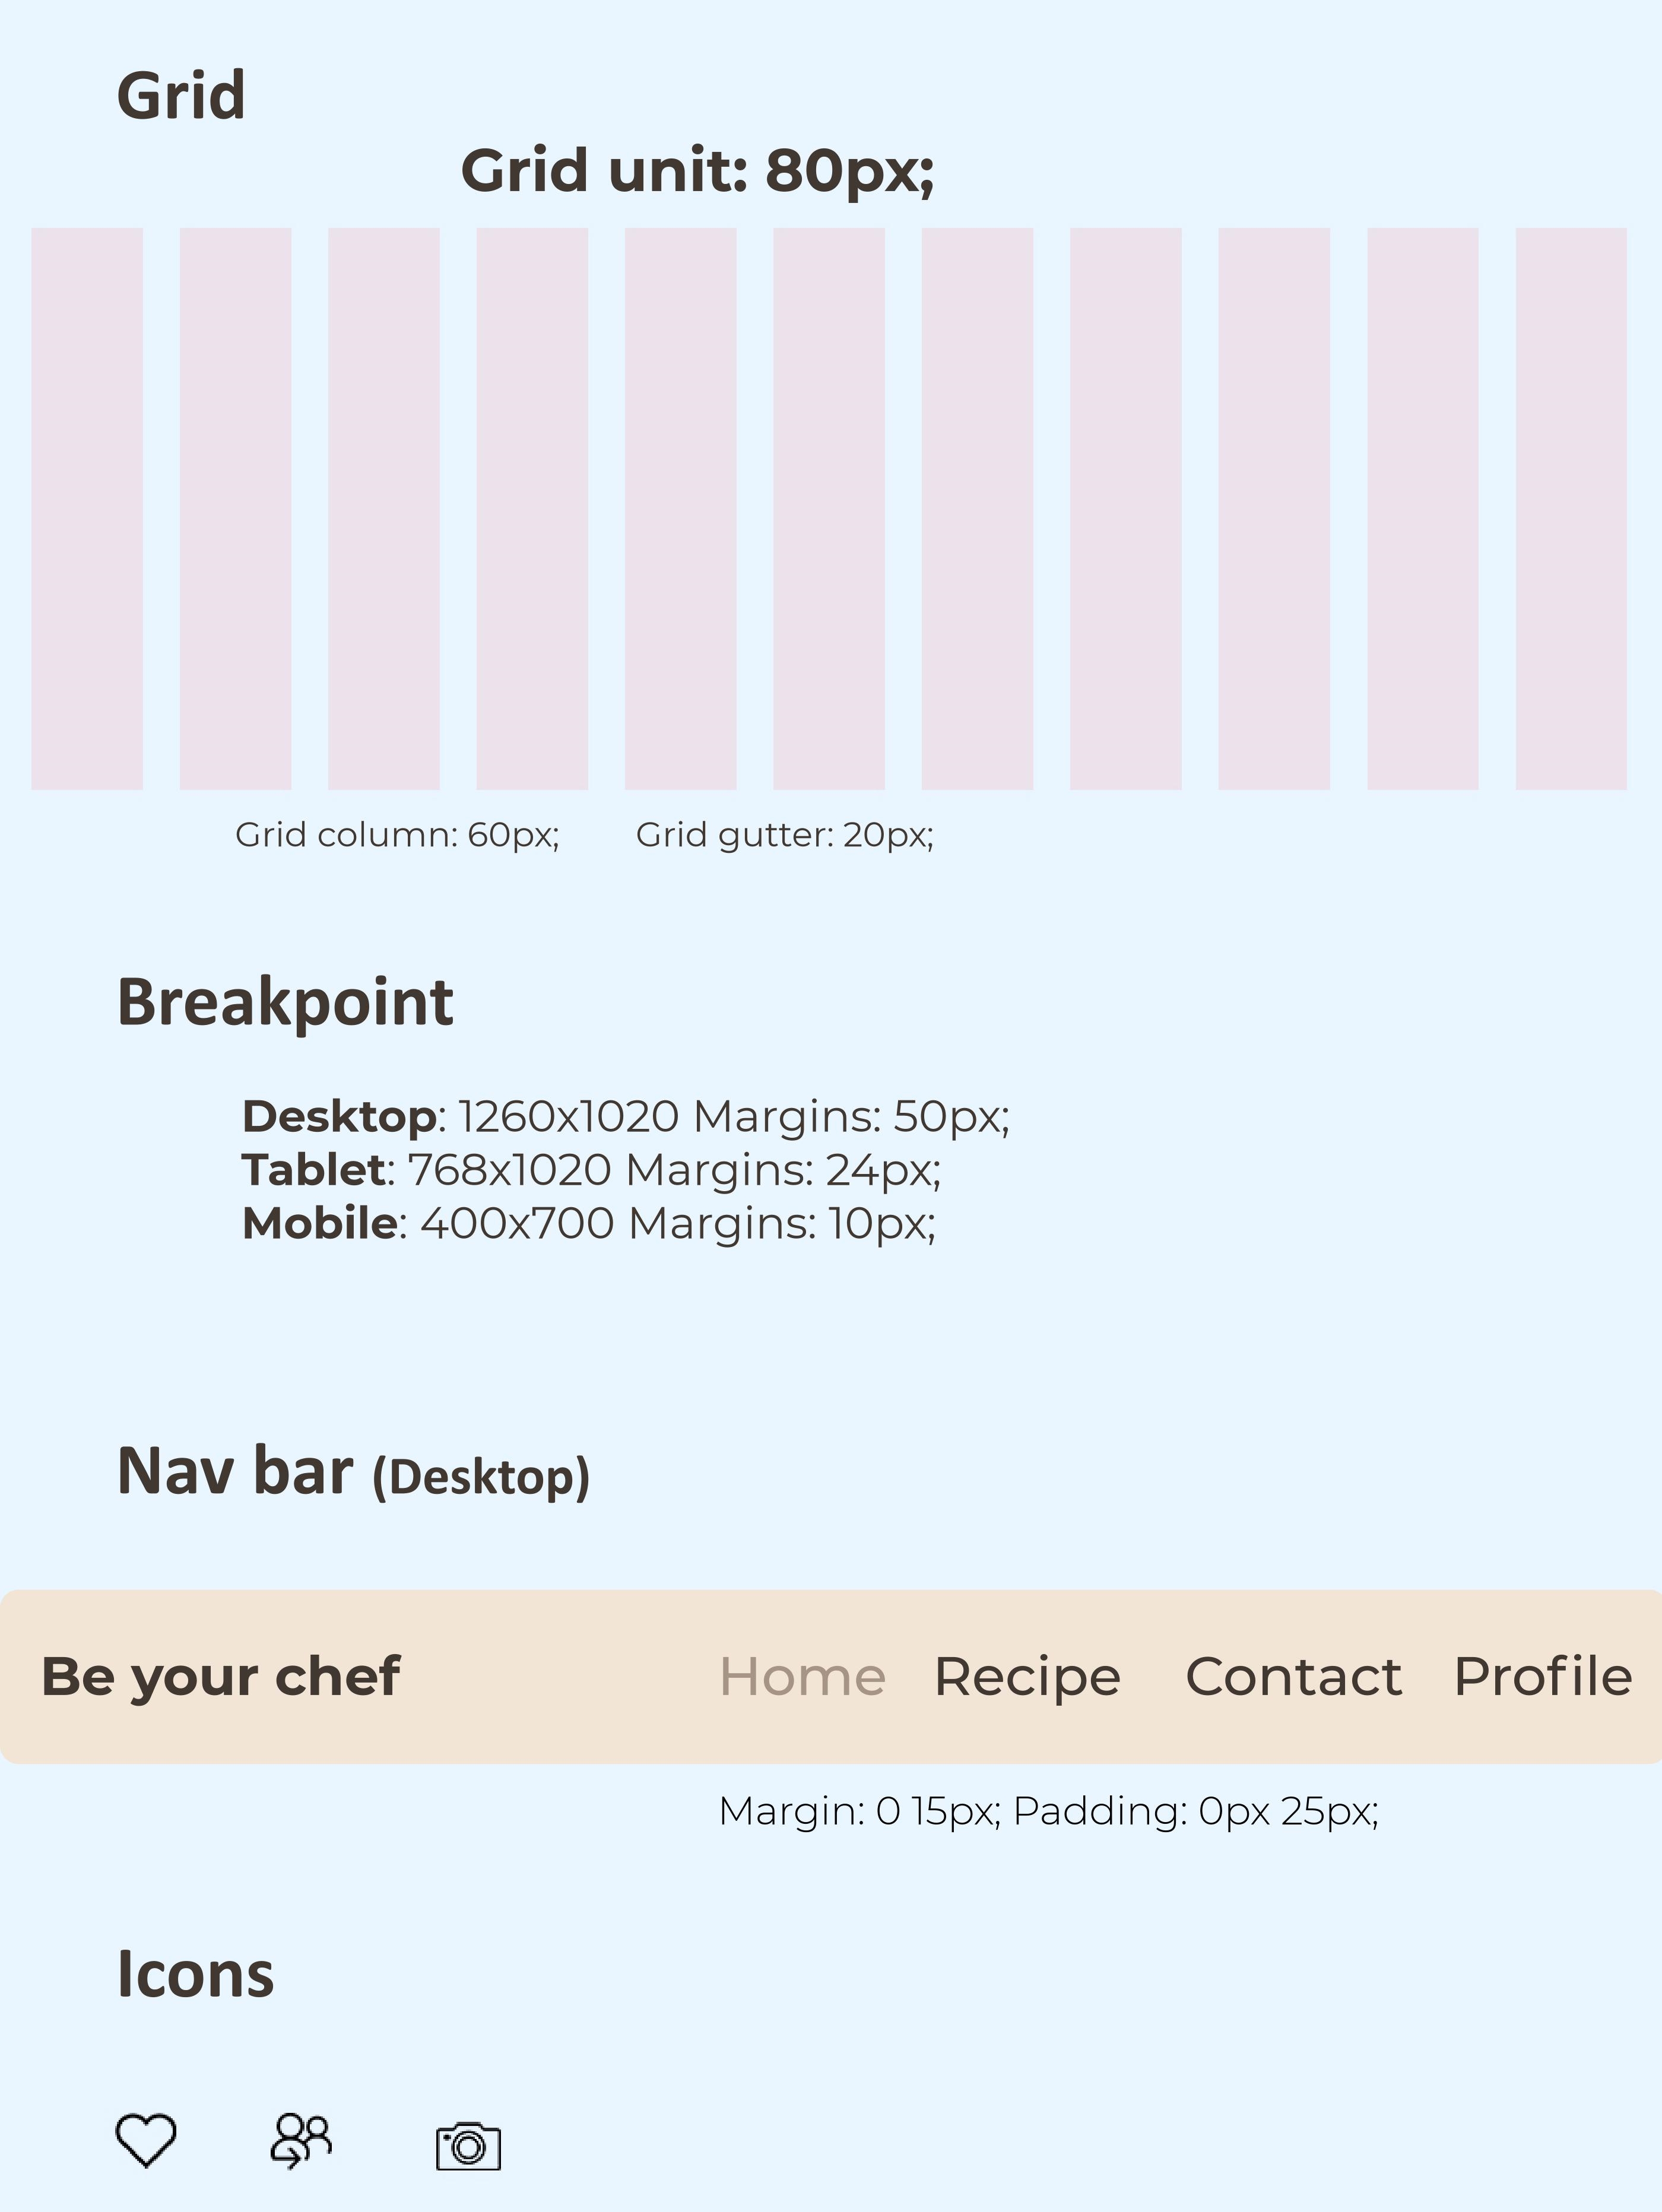 Grid
Grid unit: 80px;
Grid column: 60px; Grid gutter: 20px;
Breakpoint
Desktop: 1260x1020 Margins: 50px;
Tablet: 768x1020 Margins: 24px;
Mobile: 400x700 Margins: 10px;
Nav bar (Desktop)
Be your chef Home Recipe Contact Profile
Margin: 0 15px; Padding: 0px 25px;
Icons